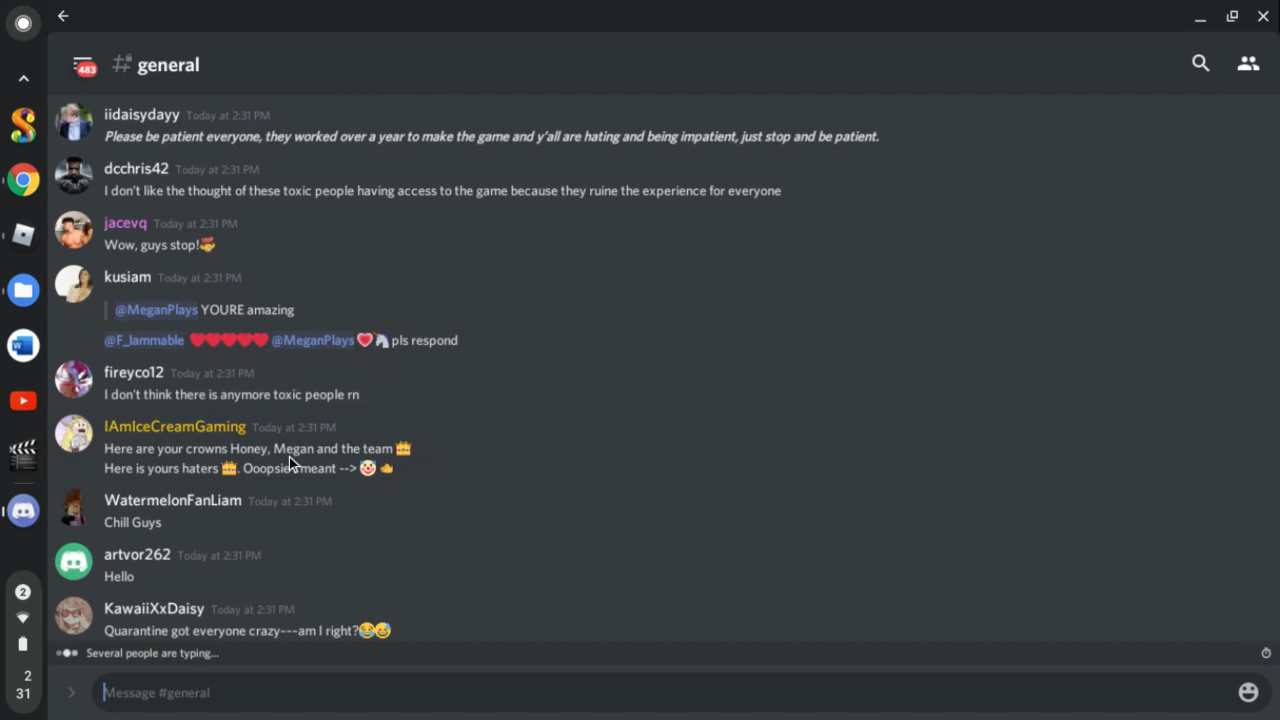 483
# general
iidaisydayy Today at 2:31 PM
Please be patient everyone, they worked over a year to make the game and y'all are hating and being impatient, just stop and be patient.
dcchris42 Today at 2:31 PM
I don't like the thought of these toxic people having access to the game because they ruine the experience for everyone
jacevq Today at 2:31 PM
Wow, guys stop!
kusiam Today at 2:31 PM
@MeganPlays YOURE amazing
@F_lammable ❤️❤️❤️❤️❤️ @MeganPlays ❤️🦄 pls respond
fireyco12 Today at 2:31 PM
I don't think there is anymore toxic people rn
IAmIceCreamGaming Today at 2:31 PM
Here are your crowns Honey, Megan and the team 👑
Here is yours haters 👑. Ooopsie meant --> 🤡
WatermelonFanLiam Today at 2:31 PM
Chill Guys
artvor262 Today at 2:31 PM
Hello
KawaiiXxDaisy Today at 2:31 PM
Quarantine got everyone crazy---am I right?😂😅
Several people are typing...
Message #general
2
2
31